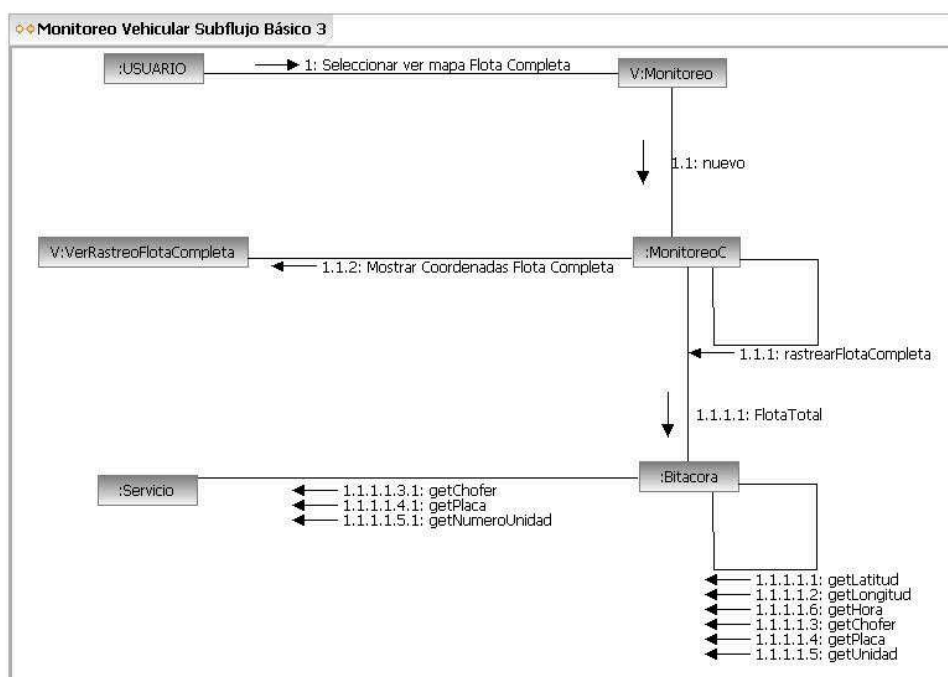 Monitoreo Vehicular Subflujo Básico 3
:USUARIO
1: Seleccionar ver mapa Flota Completa
V:Monitoreo
1.1: nuevo
V:VerRastreoFlotaCompleta
:MonitoreoC
1.1.2: Mostrar Coordenadas Flota Completa
1.1.1: rastrearFlotaCompleta
1.1.1.1: FlotaTotal
:Servicio
:Bitacora
1.1.1.1.3.1: getChofer
1.1.1.1.4.1: getPlaca
1.1.1.1.5.1: getNumeroUnidad
1.1.1.1.1: getLatitud
1.1.1.1.2: getLongitud
1.1.1.1.6: getHora
1.1.1.1.3: getChofer
1.1.1.1.4: getPlaca
1.1.1.1.5: getUnidad